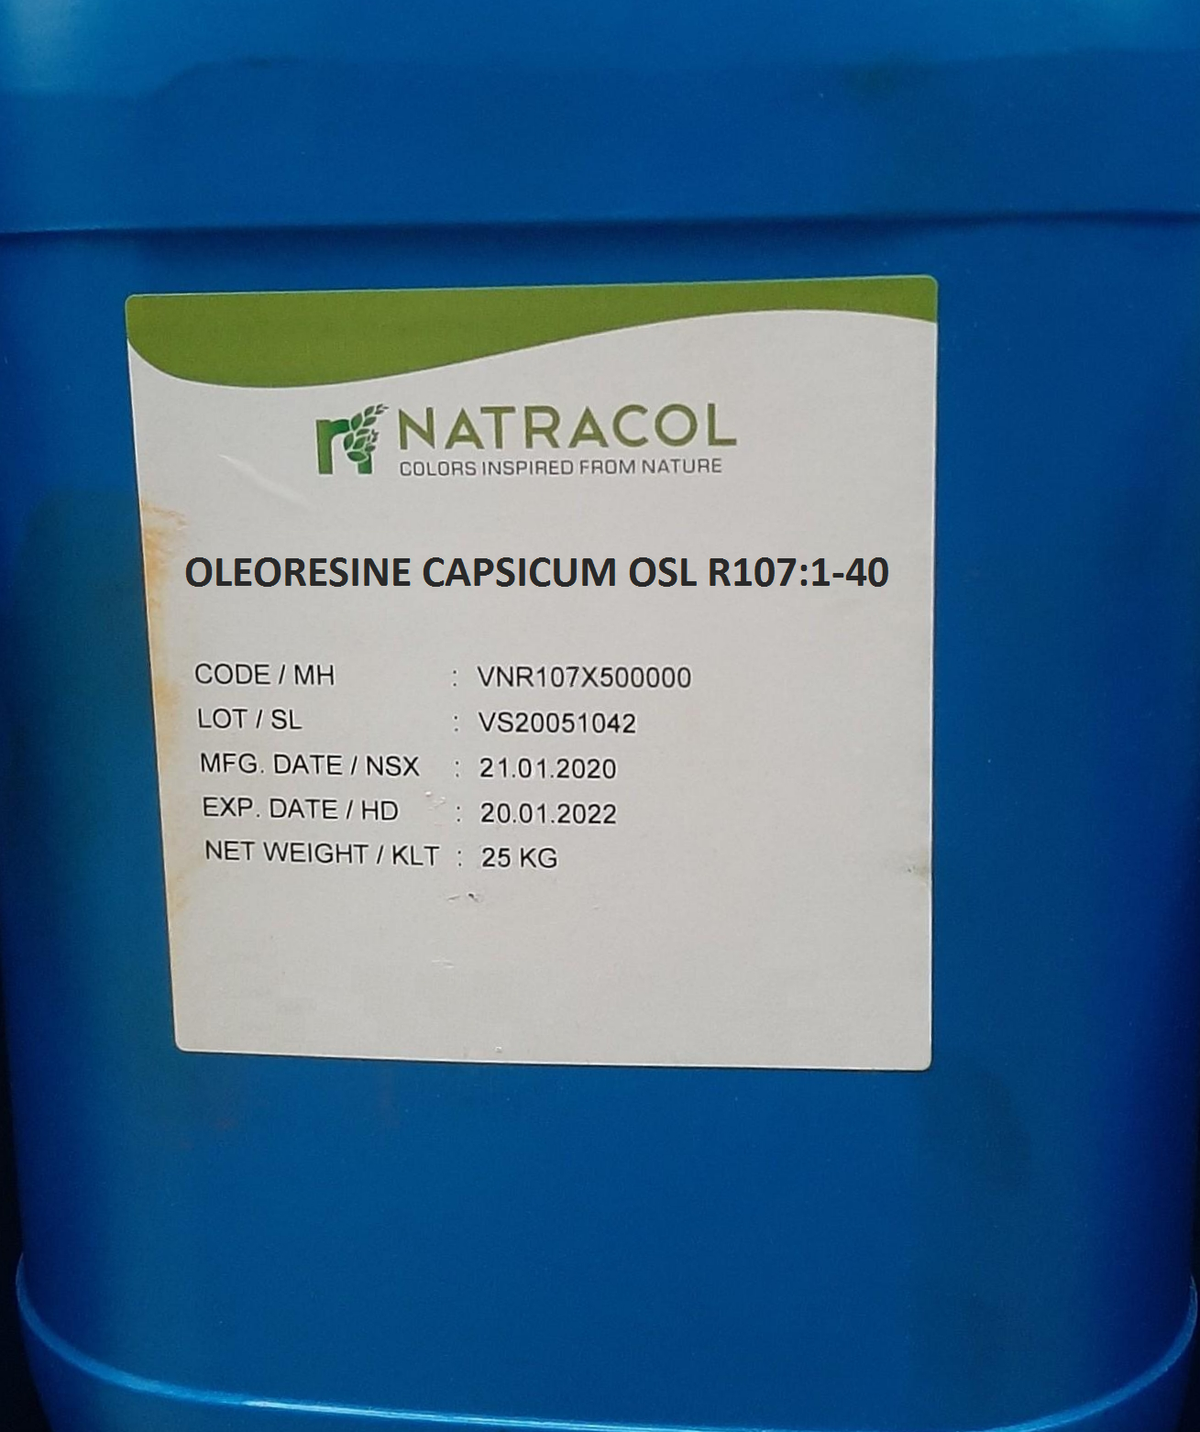 NATRACOL
COLORS INSPIRED FROM NATURE
OLEORESINE CAPSICUM OSL R107:1-40
CODE / MH : VNR107X500000
LOT / SL : VS20051042
MFG. DATE / NSX : 21.01.2020
EXP. DATE / HD : 20.01.2022
NET WEIGHT / KLT : 25 KG